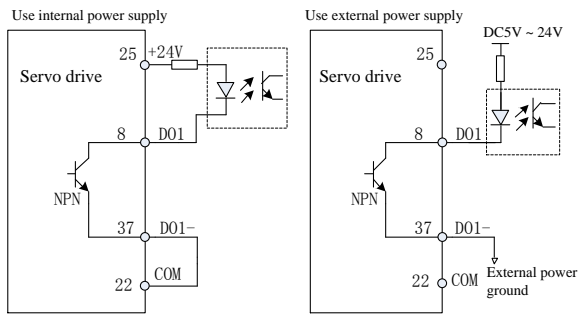 Use internal power supply
Servo drive
25 +24V
8 DO1
NPN
37 DO1-
22 COM
Use external power supply
DC5V ~ 24V
Servo drive
25
8 DO1
NPN
37 DO1-
22 COM
External power
ground